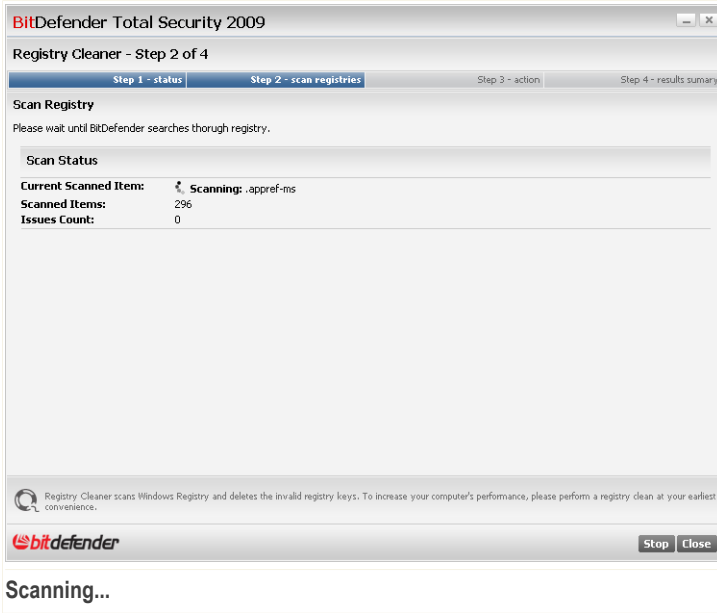 BitDefender Total Security 2009
Registry Cleaner - Step 2 of 4
Step 1 - status
Step 2 - scan registries
Step 3 - action
Step 4 - results sumary
Scan Registry
Please wait until BitDefender searches thorugh registry.
Scan Status
Current Scanned Item: Scanning: .appref-ms
Scanned Items: 296
Issues Count: 0
Registry Cleaner scans Windows Registry and deletes the invalid registry keys. To increase your computer's performance, please perform a registry clean at your earliest
convenience.
bitdefender
Stop Close
Scanning...